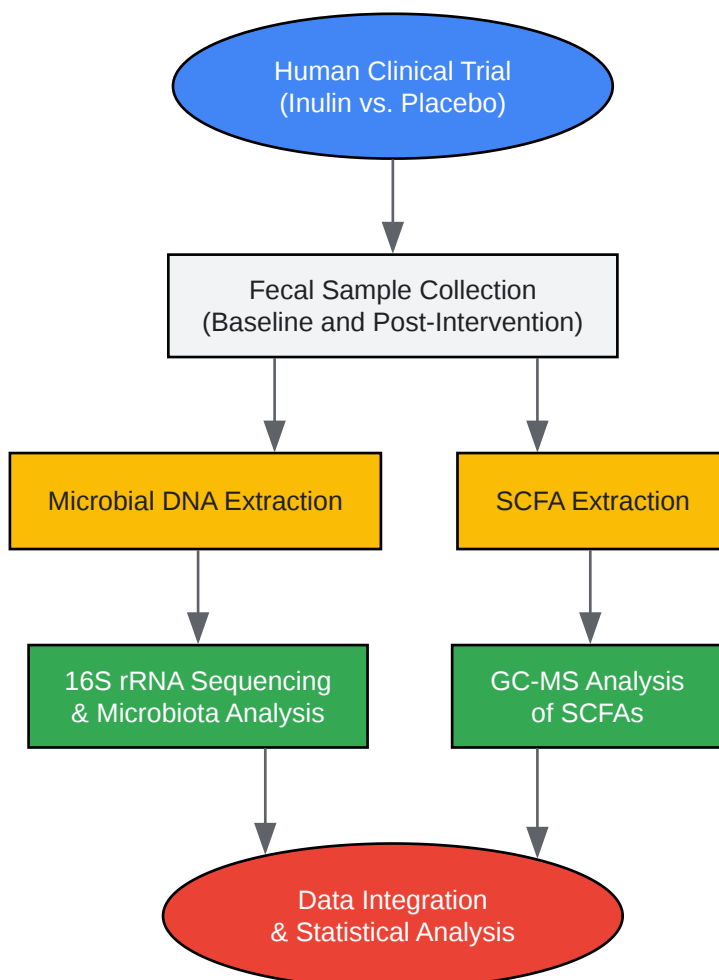 Human Clinical Trial
(Inulin vs. Placebo)
Fecal Sample Collection
(Baseline and Post-Intervention)
Microbial DNA Extraction
SCFA Extraction
16S rRNA Sequencing
& Microbiota Analysis
GC-MS Analysis
of SCFAs
Data Integration
& Statistical Analysis